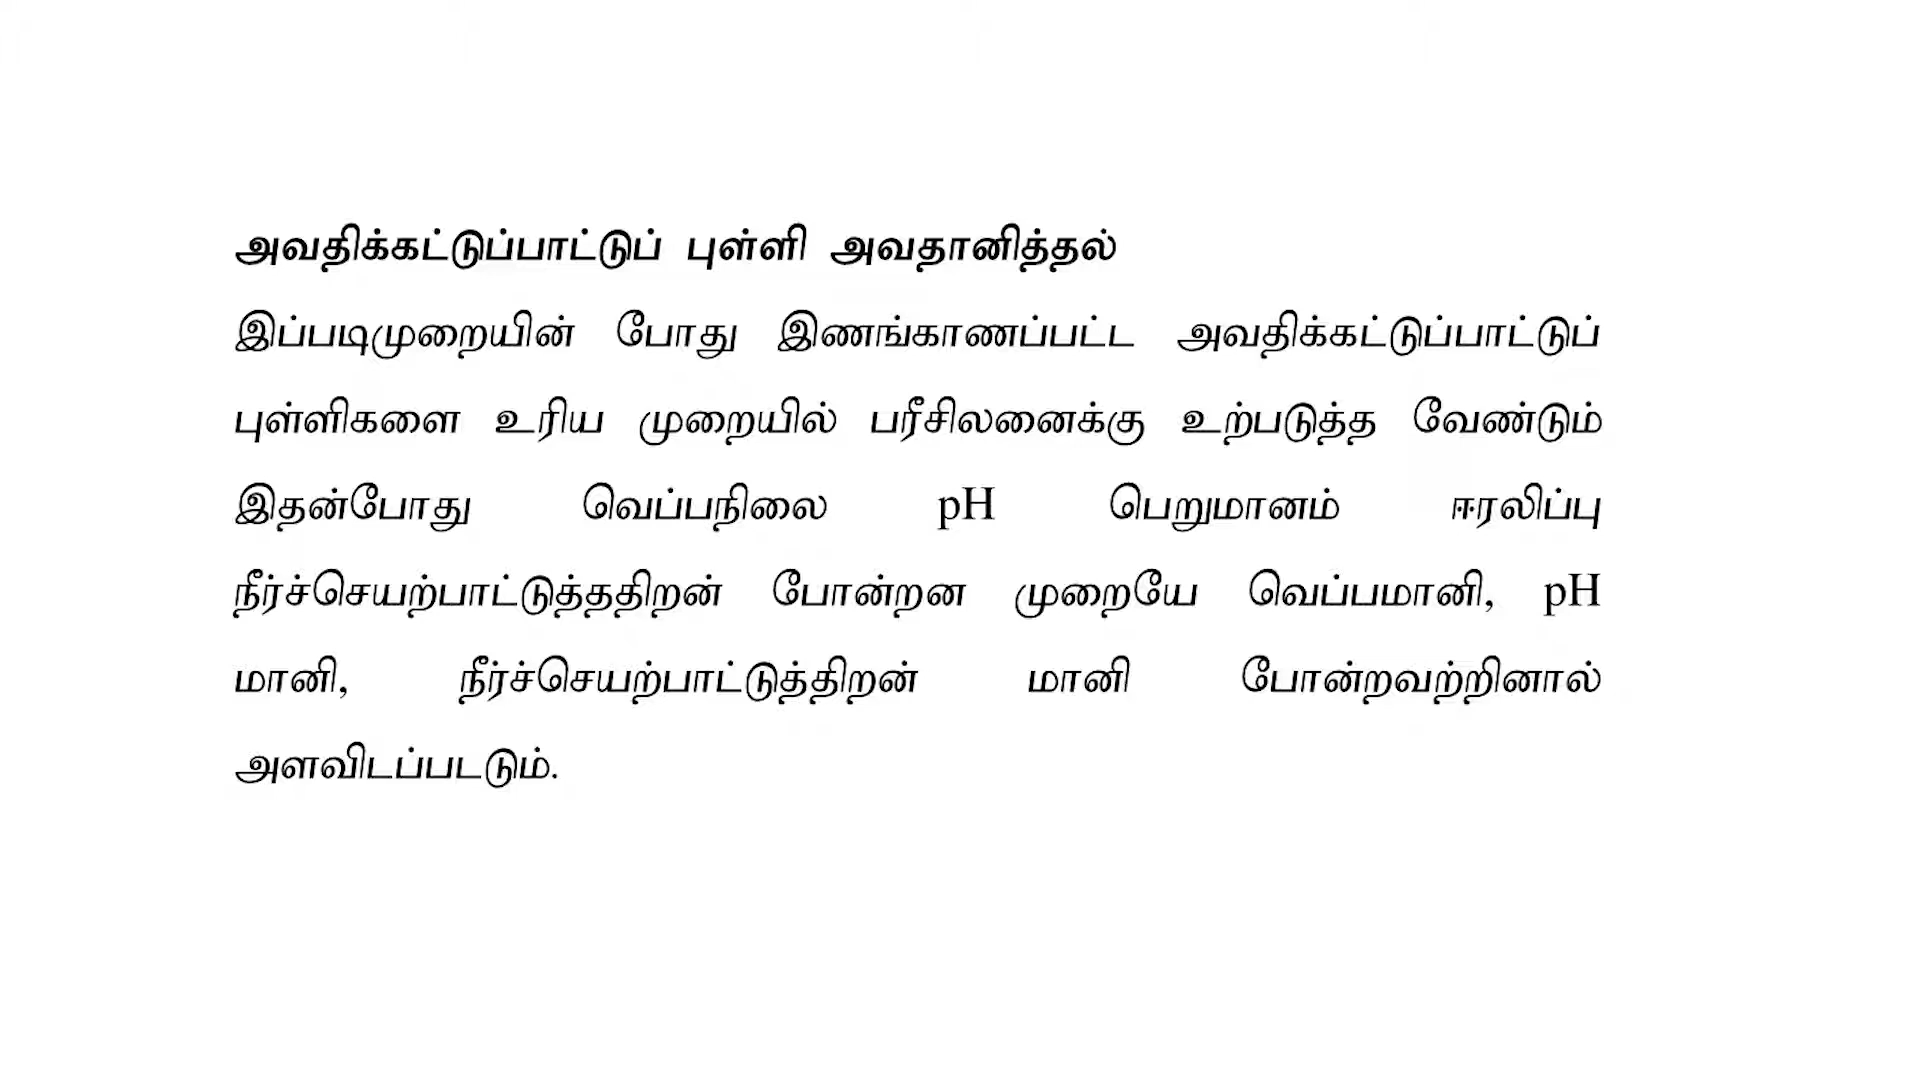 அவதிக்கட்டுப்பாட்டுப் புள்ளி அவதானித்தல்
இப்படிமுறையின் போது இணங்காணப்பட்ட அவதிக்கட்டுப்பாட்டுப்
புள்ளிகளை உரிய முறையில் பரீசிலனைக்கு உற்படுத்த வேண்டும்
இதன்போது வெப்பநிலை pH பெறுமானம் ஈரலிப்பு
நீர்ச்செயற்பாட்டுத்ததிறன் போன்றன முறையே வெப்பமானி, pH
மானி, நீர்ச்செயற்பாட்டுத்திறன் மானி போன்றவற்றினால்
அளவிடப்படடும்.